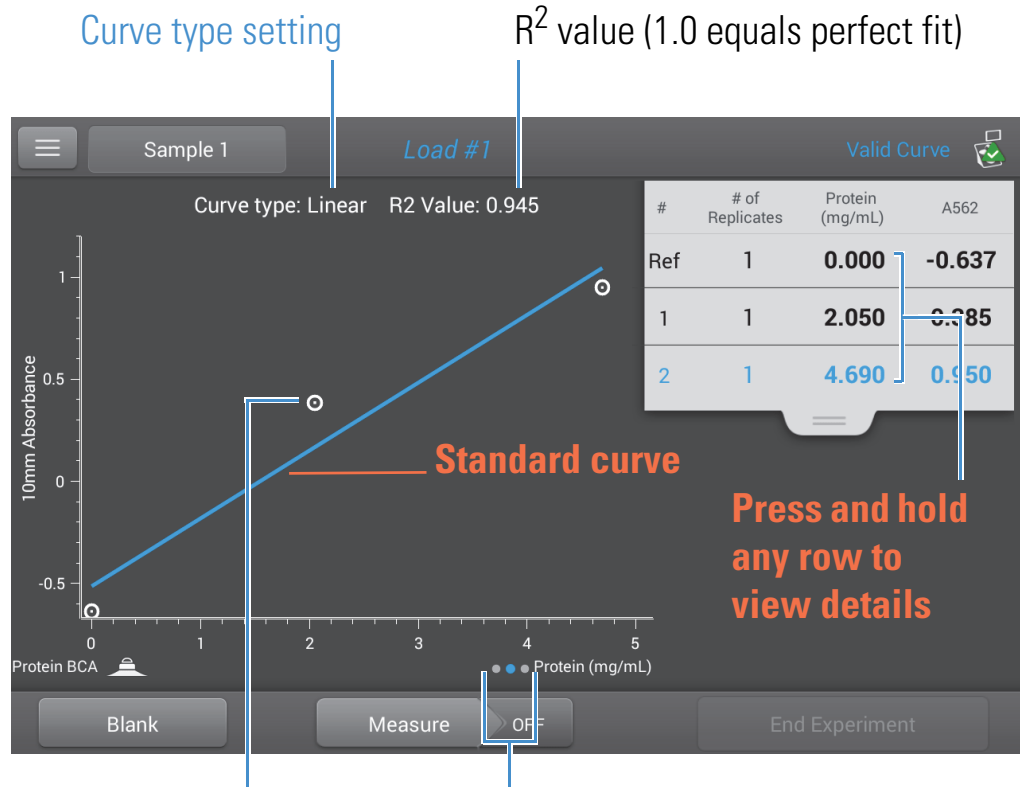 Curve type setting
R² value (1.0 equals perfect fit)
Sample 1
Load #1
Valid Curve
Curve type: Linear R2 Value: 0.945
# # of Replicates Protein (mg/mL) A562
Ref 1 0.000 -0.637
1 1 2.050 0.385
2 1 4.690 0.950
10mm Absorbance
1
0.5
0
-0.5
0 1 2 3 4 5
Standard curve
Press and hold
any row to
view details
Protein BCA
Protein (mg/mL)
Blank
Measure
OFF
End Experiment